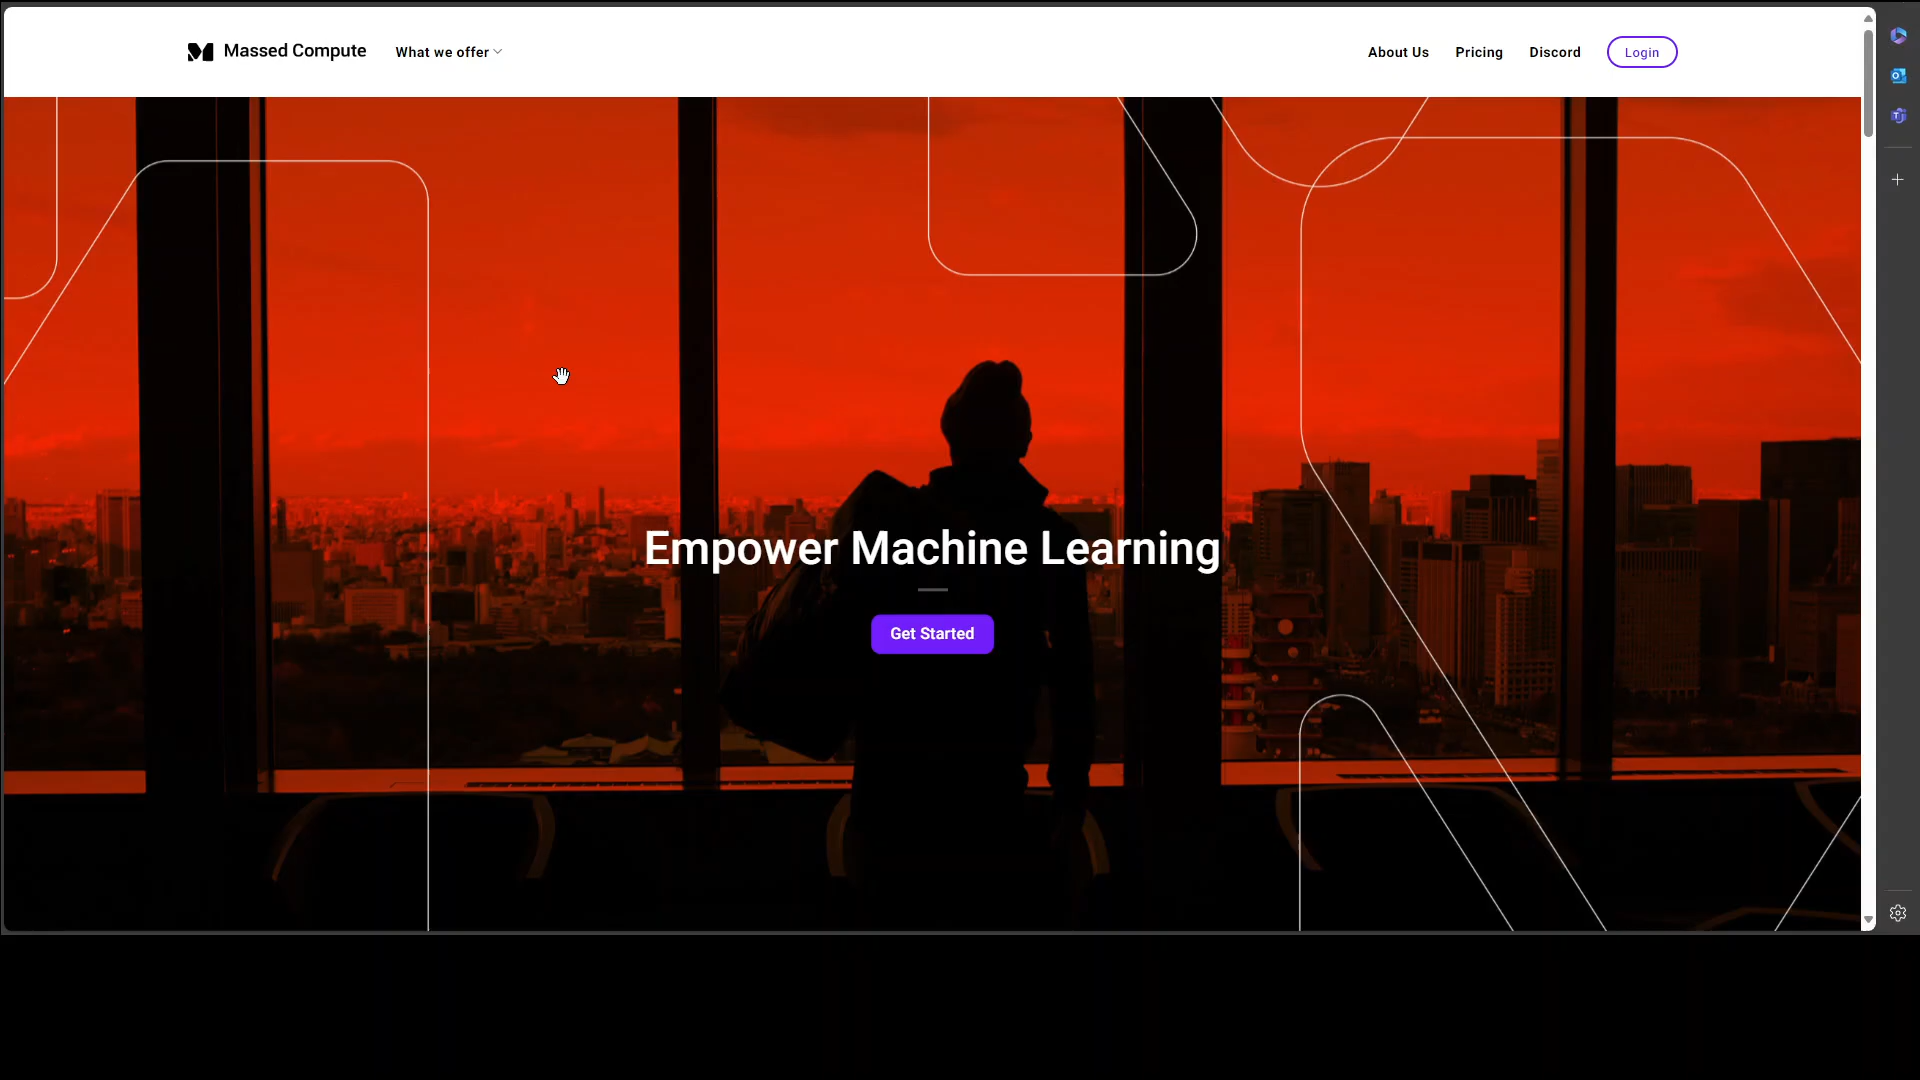 Massed Compute
What we offer
About Us
Pricing
Discord
Login
Empower Machine Learning
Get Started